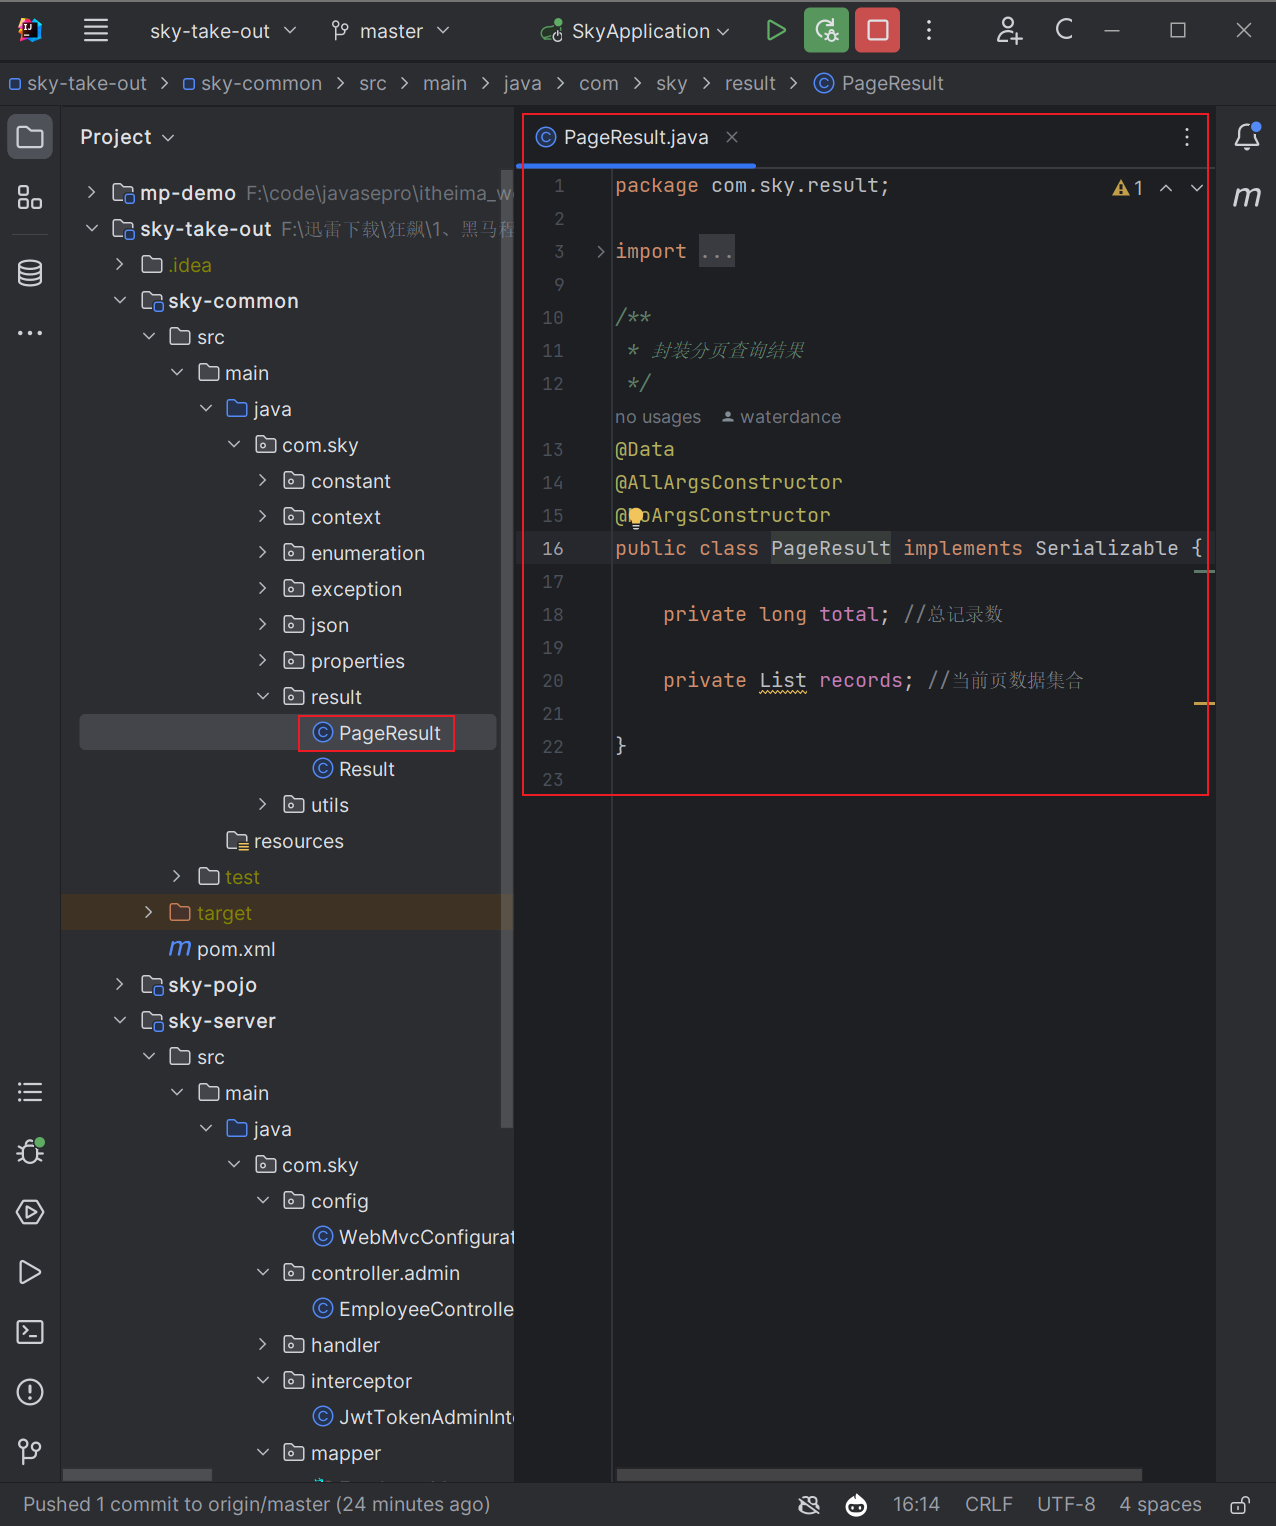 sky-take-out
master
SkyApplication
sky-take-out > sky-common > src > main > java > com > sky > result > PageResult
Project
mp-demo F:\code\javasepro\itheima_w
sky-take-out F:\迅雷下载\狂飙\1、黑马程
.idea
sky-common
src
main
java
com.sky
constant
context
enumeration
exception
json
properties
result
PageResult
Result
utils
resources
test
target
pom.xml
sky-pojo
sky-server
src
main
java
com.sky
config
WebMvcConfigurat
controller.admin
EmployeeControlle
handler
interceptor
JwtTokenAdminInt
mapper
PageResult.java
1 package com.sky.result;
1
2
3 import ...
9
10 /**
11 * 封装分页查询结果
12 */
no usages waterdance
13 @Data
14 @AllArgsConstructor
15 @NoArgsConstructor
16 public class PageResult implements Serializable {
17
18 private long total; //总记录数
19
20 private List records; //当前页数据集合
21
22 }
23
Pushed 1 commit to origin/master (24 minutes ago)
16:14 CRLF UTF-8 4 spaces